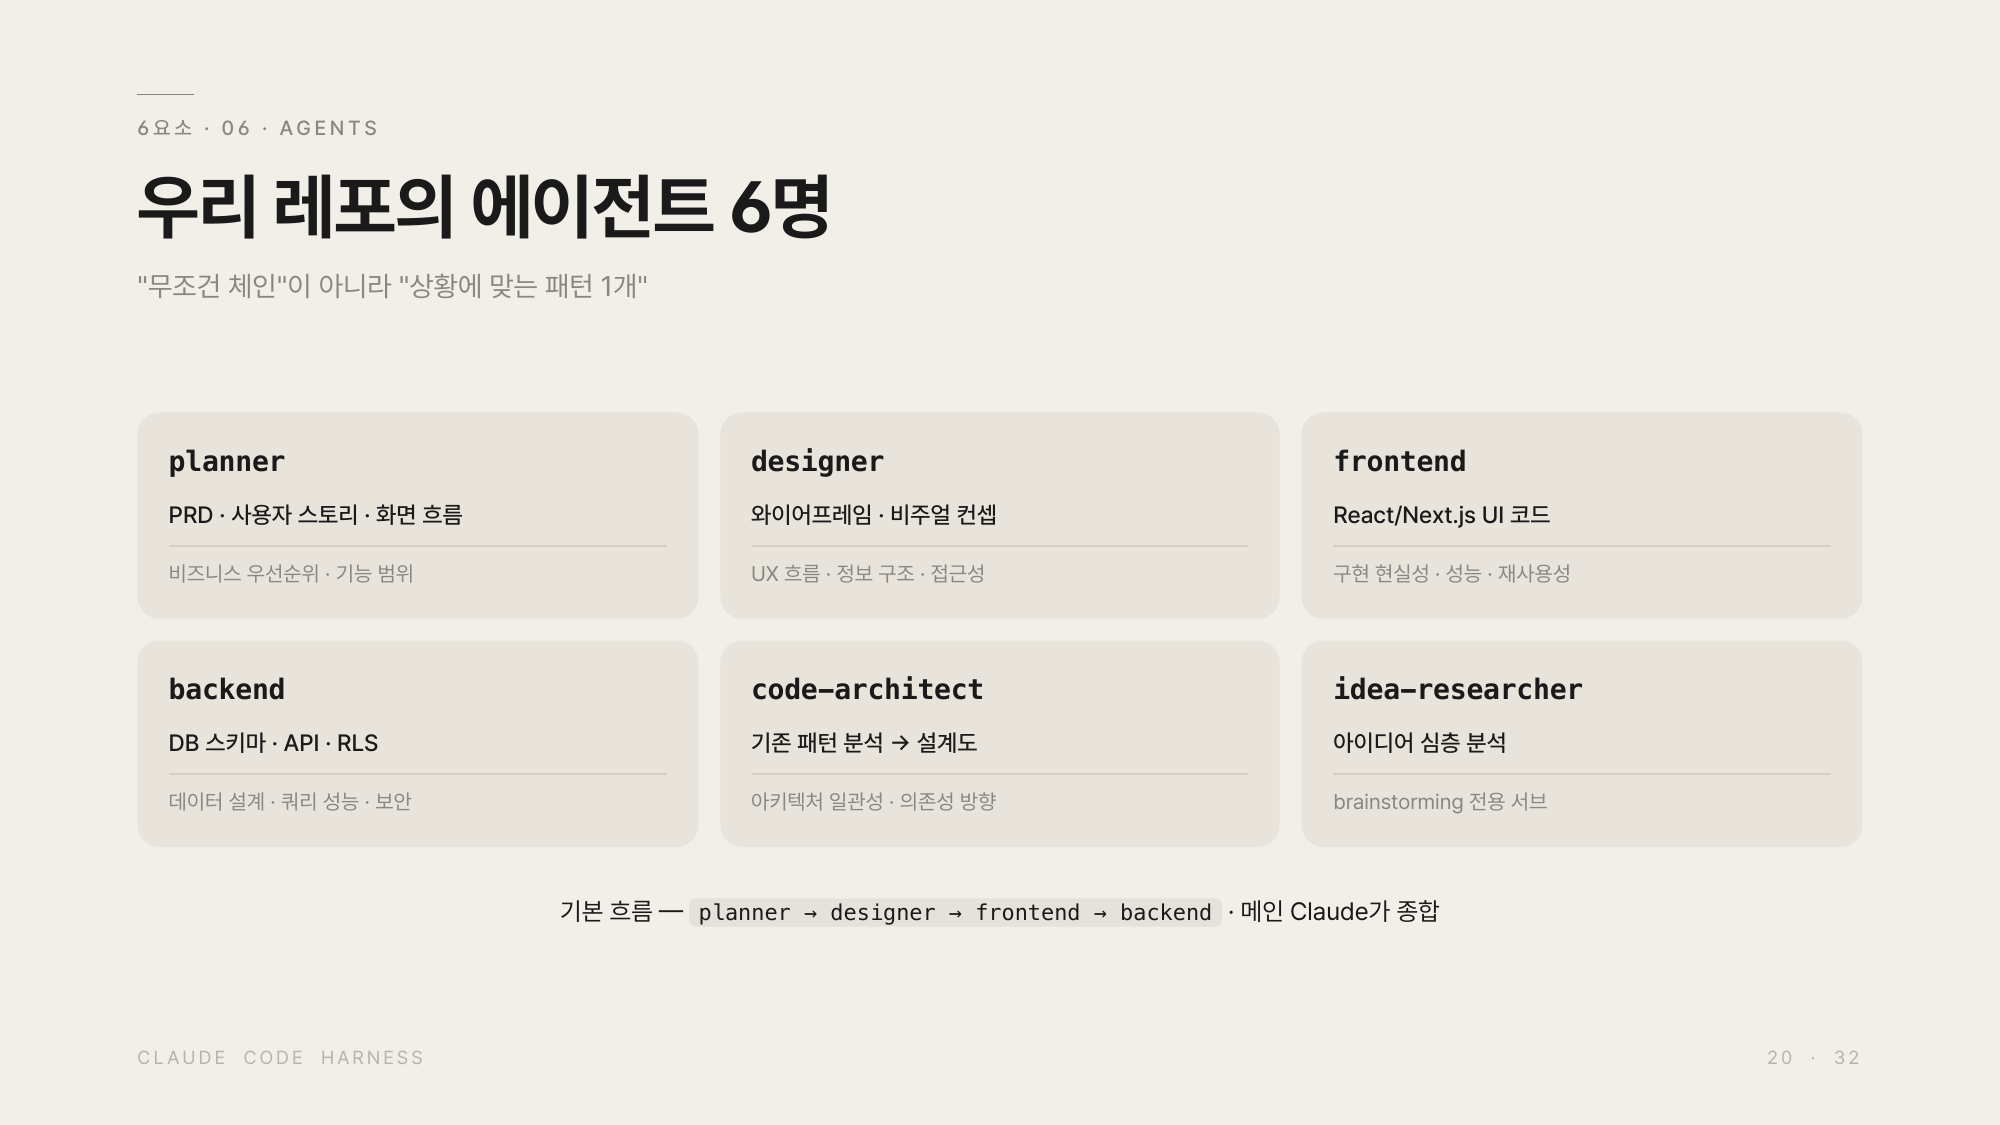 6요소 · 06 · AGENTS
우리 레포의 에이전트 6명
"무조건 체인"이 아니라 "상황에 맞는 패턴 1개"
planner
PRD · 사용자 스토리 · 화면 흐름
비즈니스 우선순위 · 기능 범위
designer
와이어프레임 · 비주얼 컨셉
UX 흐름 · 정보 구조 · 접근성
frontend
React/Next.js UI 코드
구현 현실성 · 성능 · 재사용성
backend
DB 스키마 · API · RLS
데이터 설계 · 쿼리 성능 · 보안
code-architect
기존 패턴 분석 → 설계도
아키텍처 일관성 · 의존성 방향
idea-researcher
아이디어 심층 분석
brainstorming 전용 서브
기본 흐름 — planner → designer → frontend → backend · 메인 Claude가 종합
CLAUDE CODE HARNESS
20 · 32